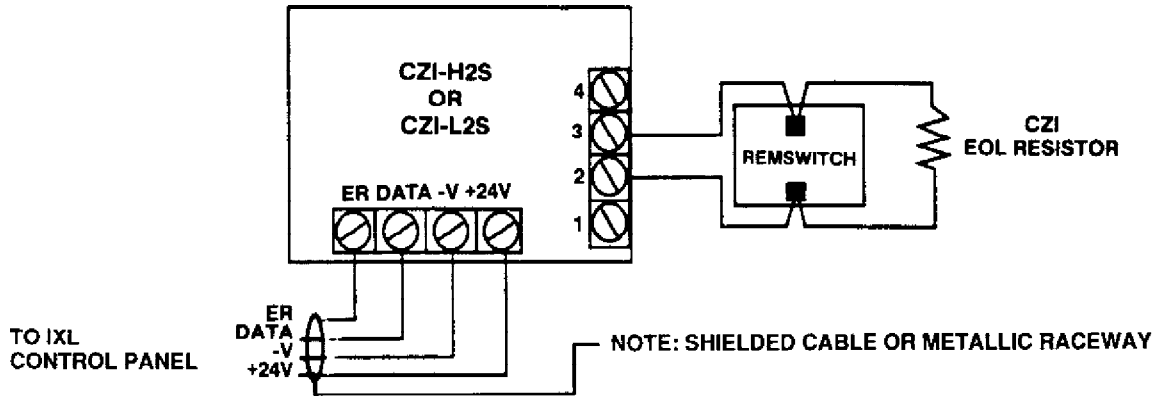 CZI-H2S
OR
CZI-L2S
4
3
2
1
REMSWITCH
CZI
EOL RESISTOR
ER DATA -V +24V
TO IXL
CONTROL PANEL
ER
DATA
-V
+24V
NOTE: SHIELDED CABLE OR METALLIC RACEWAY